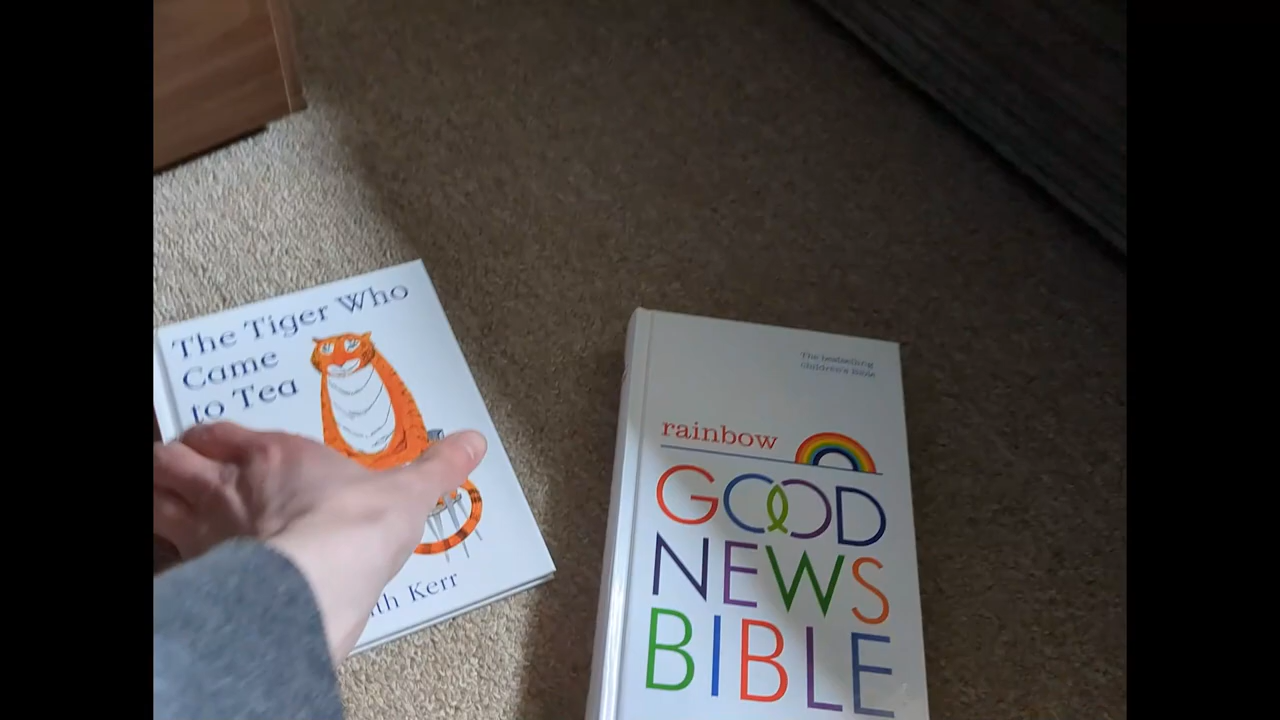 The Tiger Who
Came
to Tea
Kerr
The bestselling
Children's Bible
rainbow
GOOD
NEWS
BIBLE